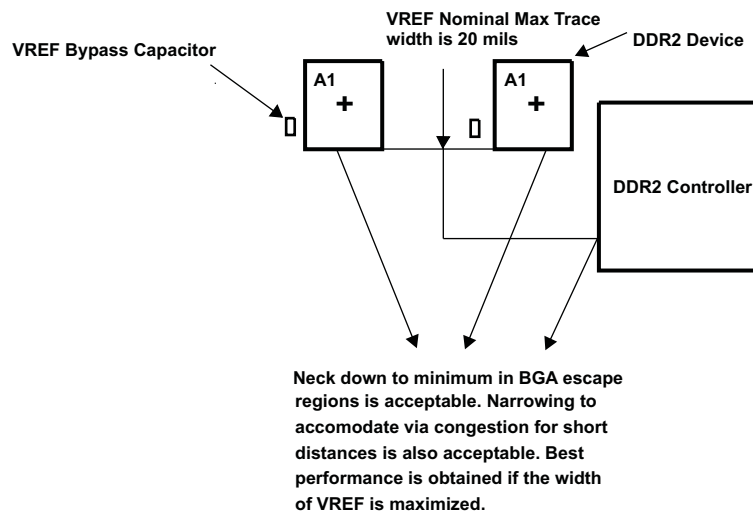 VREF Nominal Max Trace
width is 20 mils
DDR2 Device
VREF Bypass Capacitor
A1
A1
DDR2 Controller
Neck down to minimum in BGA escape
regions is acceptable. Narrowing to
accomodate via congestion for short
distances is also acceptable. Best
performance is obtained if the width
of VREF is maximized.